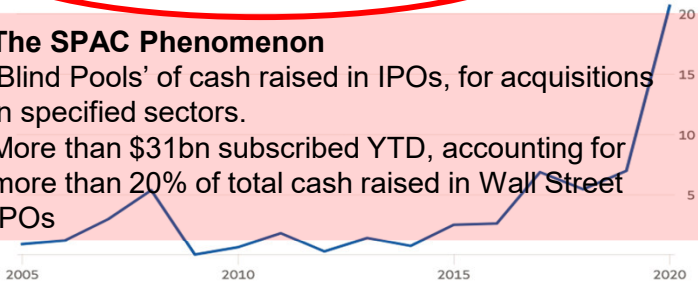 20
The SPAC Phenomenon
Blind Pools’ of cash raised in IPOs, for acquisitions
15
n specified sectors.
10
More than $31bn subscribed YTD, accounting for
more than 20% of total cash raised in Wall Street
5
POs
2005 2010 2015 2020